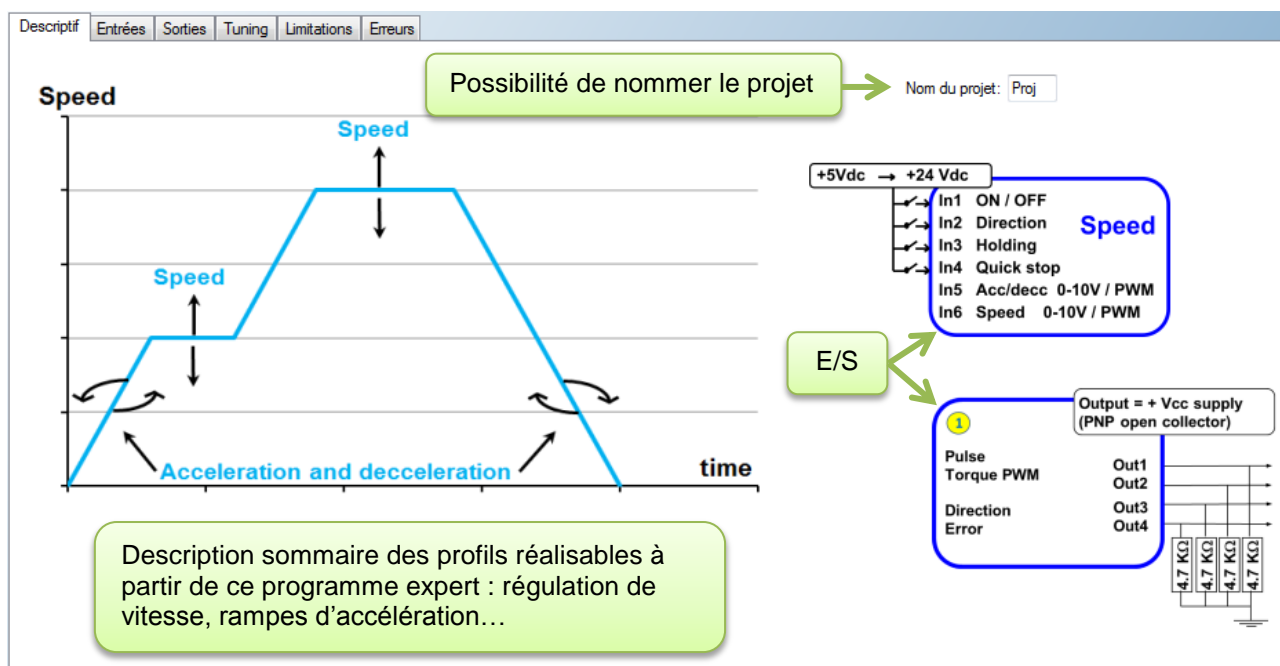 Descriptif Entrées Sorties Tuning Limitations Erreurs
Possibilité de nommer le projet
Nom du projet: Proj
Speed
Speed
Speed
Acceleration and decceleration
time
+5Vdc → +24 Vdc
In1 ON / OFF
In2 Direction
In3 Holding
In4 Quick stop
In5 Acc/decc 0-10V / PWM
In6 Speed 0-10V / PWM
Speed
E/S
Output = + Vcc supply
(PNP open collector)
1
Pulse
Torque PWM
Direction
Error
Out1
Out2
Out3
Out4
4.7 KΩ
4.7 KΩ
4.7 KΩ
4.7 KΩ
Description sommaire des profils réalisables à
partir de ce programme expert : régulation de
vitesse, rampes d’accélération…